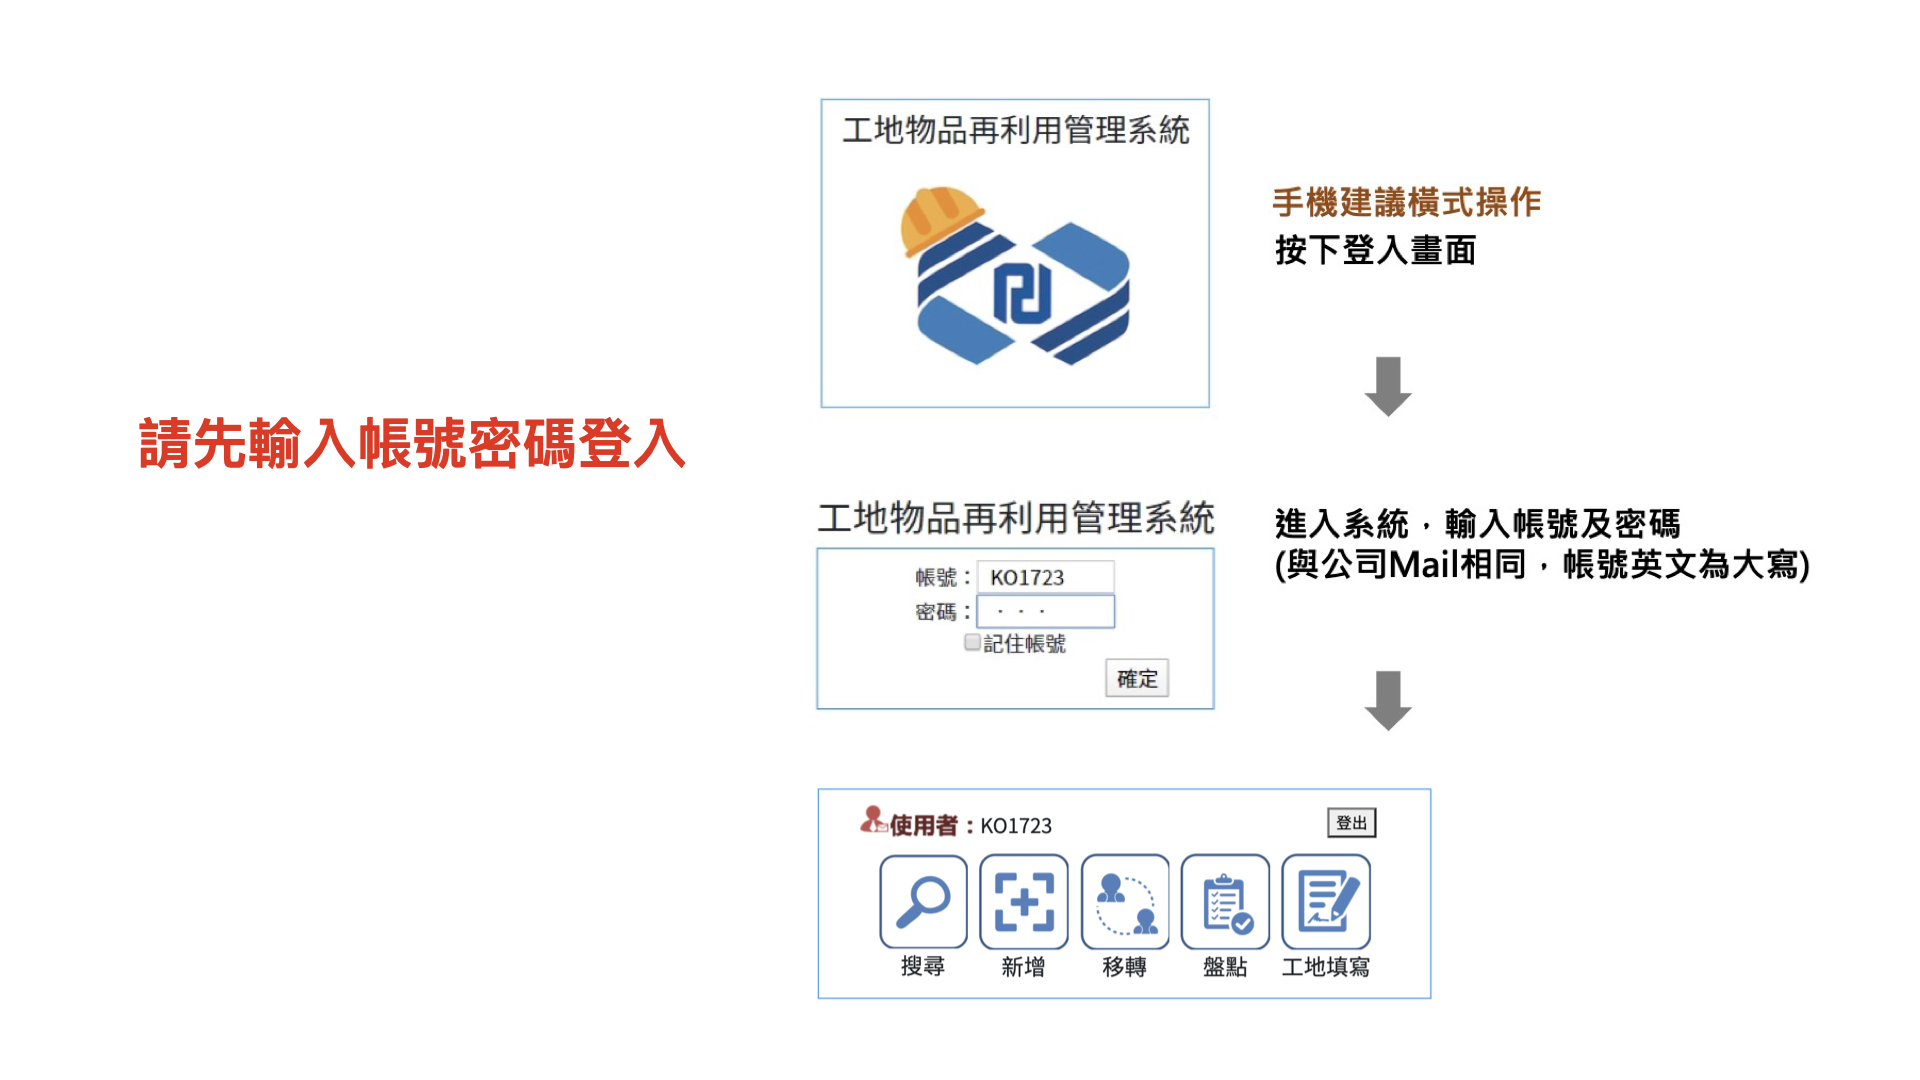 請先輸入帳號密碼登入
工地物品再利用管理系統
手機建議橫式操作
按下登入畫面
工地物品再利用管理系統
帳號：KO1723
密碼：···
記住帳號
確定
進入系統，輸入帳號及密碼
(與公司Mail相同，帳號英文為大寫)
使用者：KO1723
登出
搜尋 新增 移轉 盤點 工地填寫